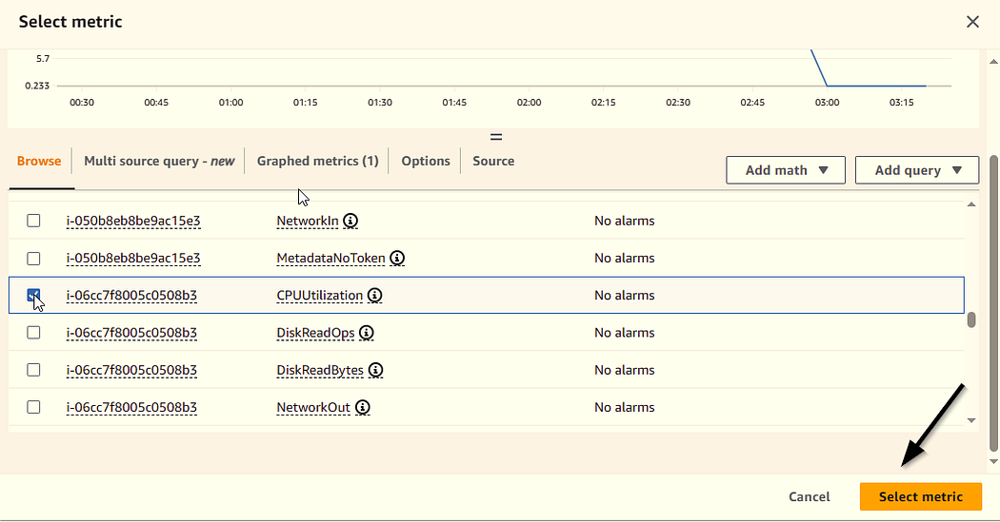 Select metric
5.7
0.233
00:30 00:45 01:00 01:15 01:30 01:45 02:00 02:15 02:30 02:45 03:00 03:15
Browse Multi source query - new Graphed metrics (1) Options Source Add math Add query
i-050b8eb8be9ac15e3 NetworkIn No alarms
i-050b8eb8be9ac15e3 MetadataNoToken No alarms
i-06cc7f8005c0508b3 CPUUtilization No alarms
i-06cc7f8005c0508b3 DiskReadOps No alarms
i-06cc7f8005c0508b3 DiskReadBytes No alarms
i-06cc7f8005c0508b3 NetworkOut No alarms
Cancel Select metric